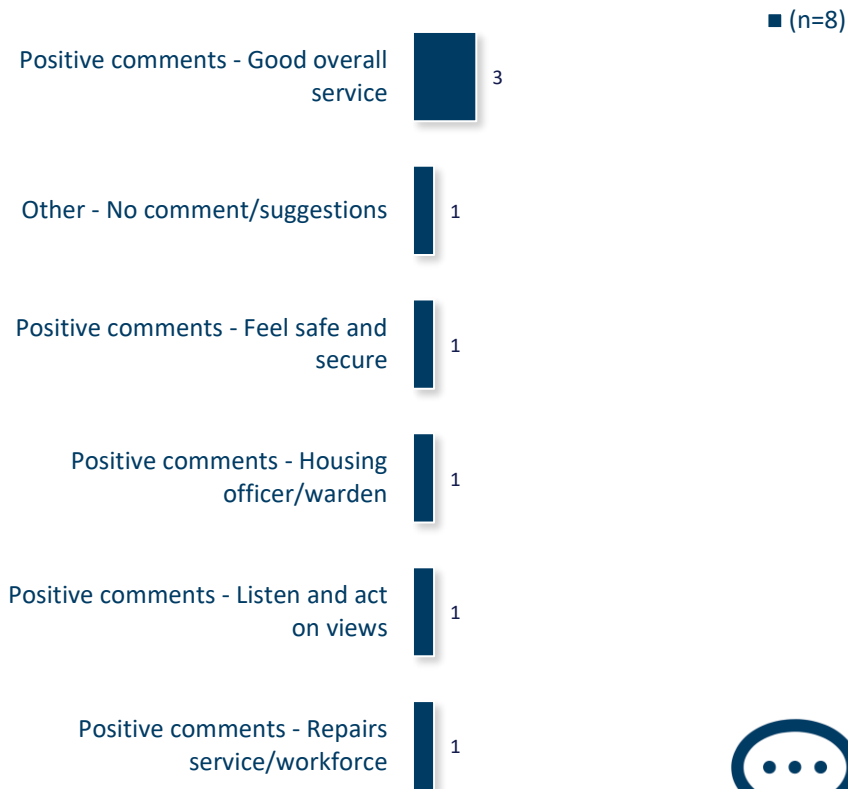 (n=8)
Positive comments - Good overall
service
3
Other - No comment/suggestions
1
Positive comments - Feel safe and
secure
1
Positive comments - Housing
officer/warden
1
Positive comments - Listen and act
on views
1
Positive comments - Repairs
service/workforce
1